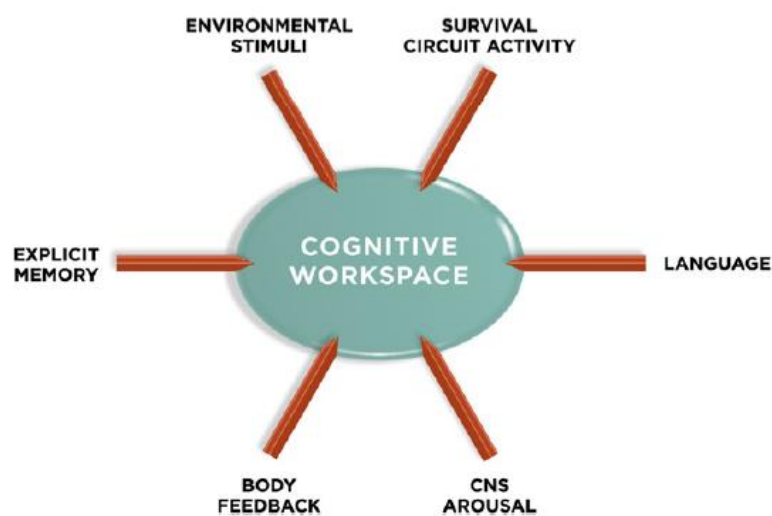 ENVIRONMENTAL
STIMULI
SURVIVAL
CIRCUIT ACTIVITY
EXPLICIT
MEMORY
COGNITIVE
WORKSPACE
LANGUAGE
BODY
FEEDBACK
CNS
AROUSAL